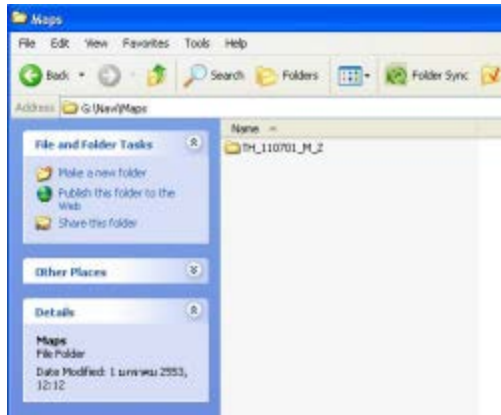 Maps
File Edit View Favorites Tools Help
Back Search Folders Folder Sync
Address G:\Navi\Maps
Name
File and Folder Tasks
TH_110701_M_Z
Make a new folder
Publish this folder to the
Web
Share this folder
Other Places
Details
Maps
File Folder
Date Modified: 1 มกราคม 2553,
12:12